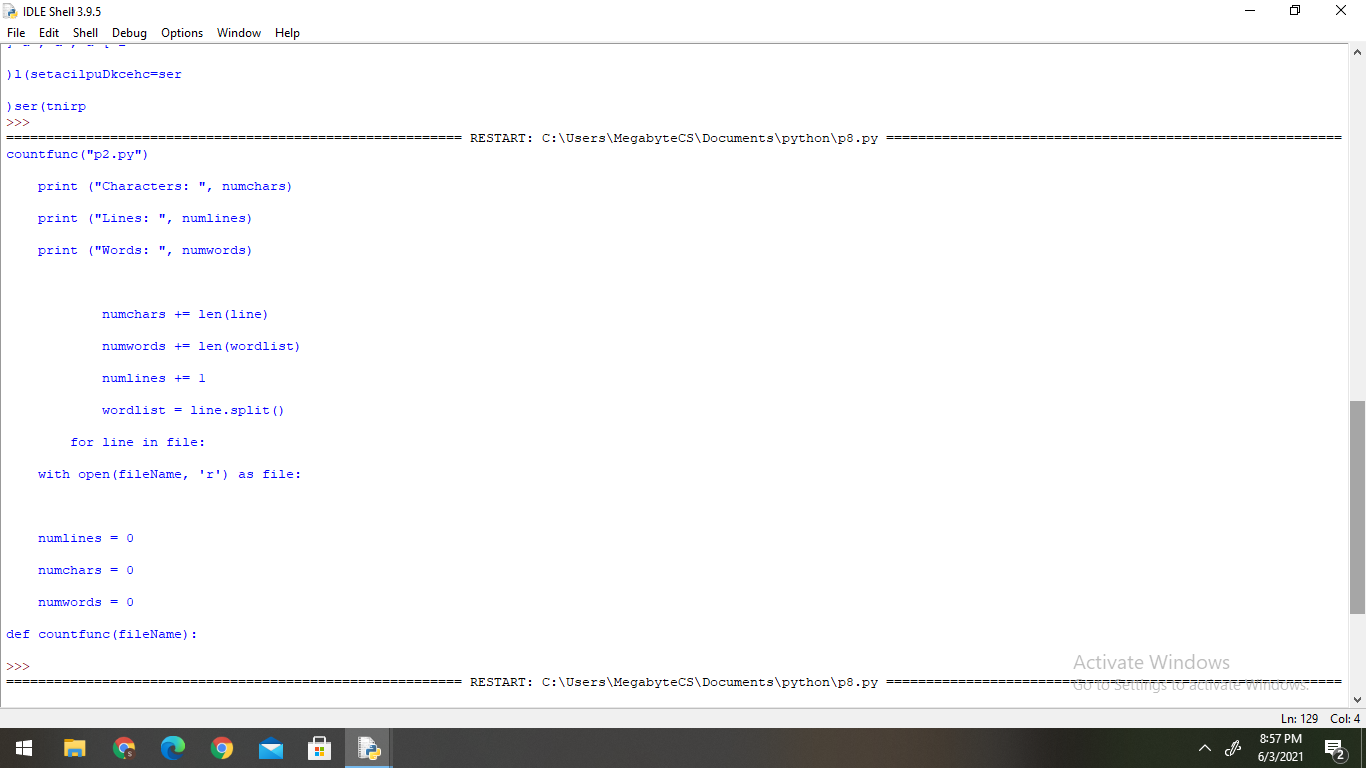 IDLE Shell 3.9.5
File Edit Shell Debug Options Window Help
)l(setacilpuDkcehc=ser
)ser(tnirp
>>>
========================================================= RESTART: C:\Users\MegabyteCS\Documents\python\p8.py =========================================================
countfunc("p2.py")
    print ("Characters: ", numchars)
    print ("Lines: ", numlines)
    print ("Words: ", numwords)
            numchars += len(line)
            numwords += len(wordlist)
            numlines += 1
            wordlist = line.split()
        for line in file:
    with open(fileName, 'r') as file:
    numlines = 0
    numchars = 0
    numwords = 0
def countfunc(fileName):
>>>
========================================================= RESTART: C:\Users\MegabyteCS\Documents\python\p8.py =========================================================
Activate Windows
Go to Settings to activate Windows.
Ln: 129 Col: 4
S
8:57 PM
6/3/2021
2